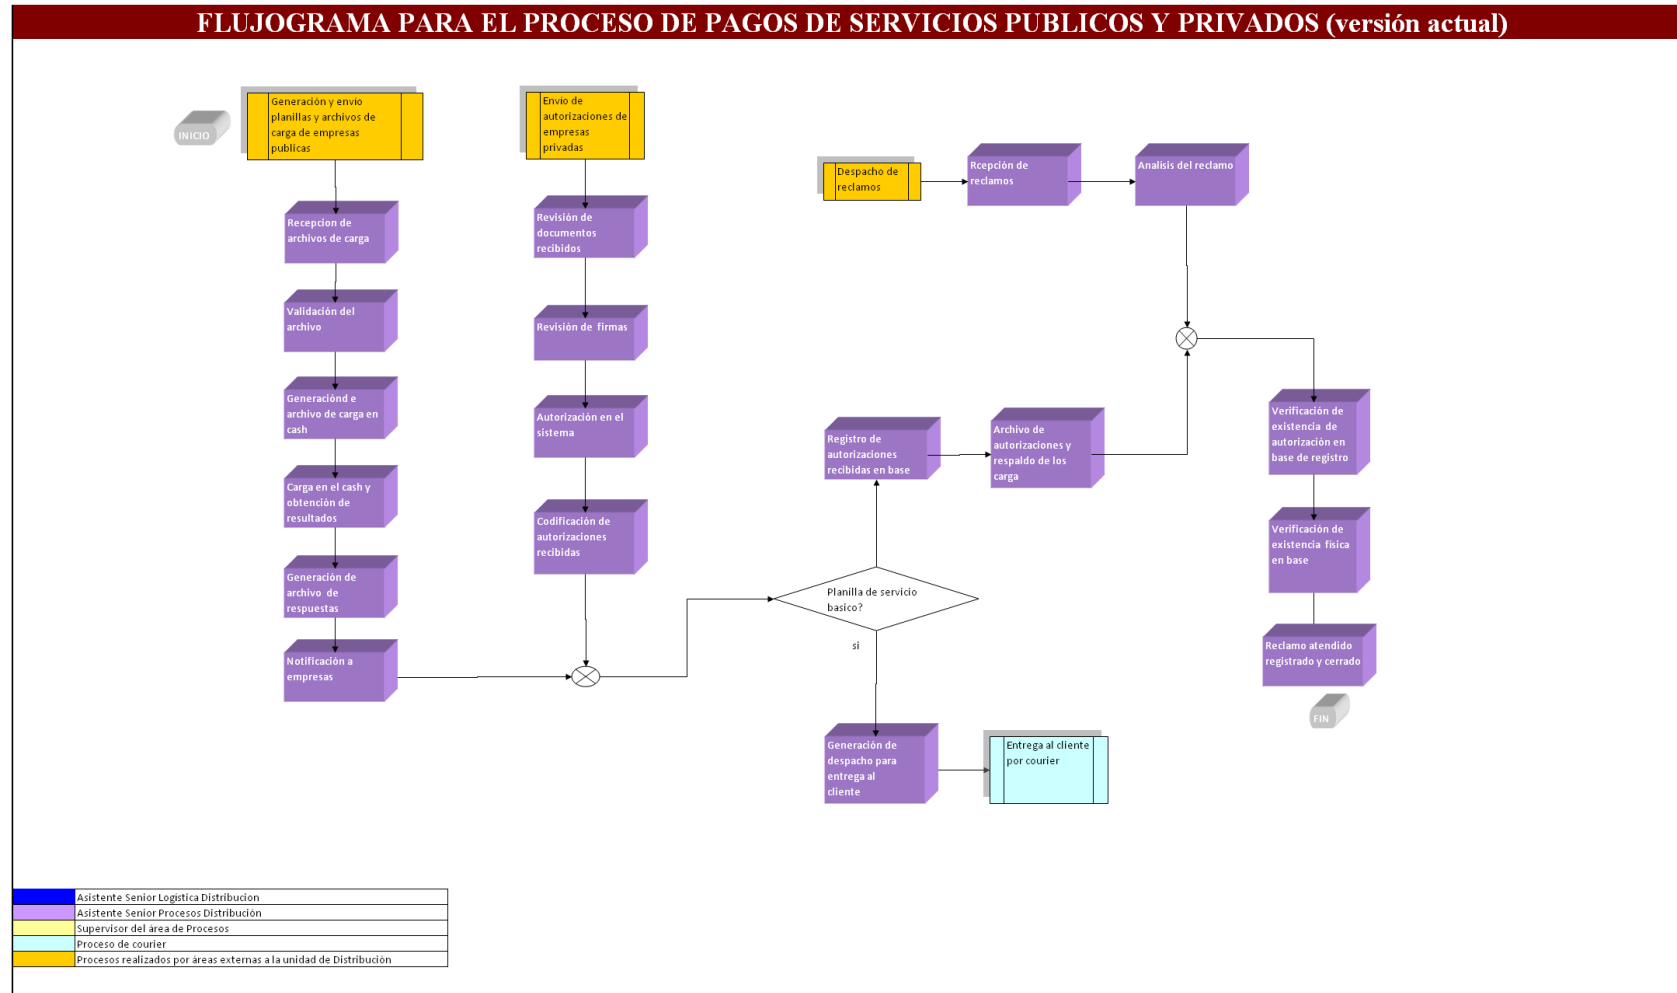 FLUJOGRAMA PARA EL PROCESO DE PAGOS DE SERVICIOS PUBLICOS Y PRIVADOS (versión actual)
INICIO
Generación y envio
planillas y archivos de
carga de empresas
publicas
Recepcion de
archivos de carga
Validación del
archivo
Generaciónd e
archivo de carga en
cash
Carga en el cash y
obtención de
resultados
Generación de
archivo de
respuestas
Notificación a
empresas
Envio de
autorizaciones de
empresas
privadas
Revisión de
documentos
recibidos
Revisión de firmas
Autorización en el
sistema
Codificación de
autorizaciones
recibidas
Planilla de servicio
basico?
si
Registro de
autorizaciones
recibidas en base
Archivo de
autorizaciones y
respaldo de los
carga
Generación de
despacho para
entrega al
cliente
Entrega al cliente
por courier
Despacho de
reclamos
Rcepción de
reclamos
Analisis del reclamo
Verificación de
existencia de
autorización en
base de registro
Verificación de
existencia física
en base
Reclamo atendido
registrado y cerrado
FIN
Asistente Senior Logística Distribucion
Asistente Senior Procesos Distribución
Supervisor del área de Procesos
Proceso de courier
Procesos realizados por áreas externas a la unidad de Distribución